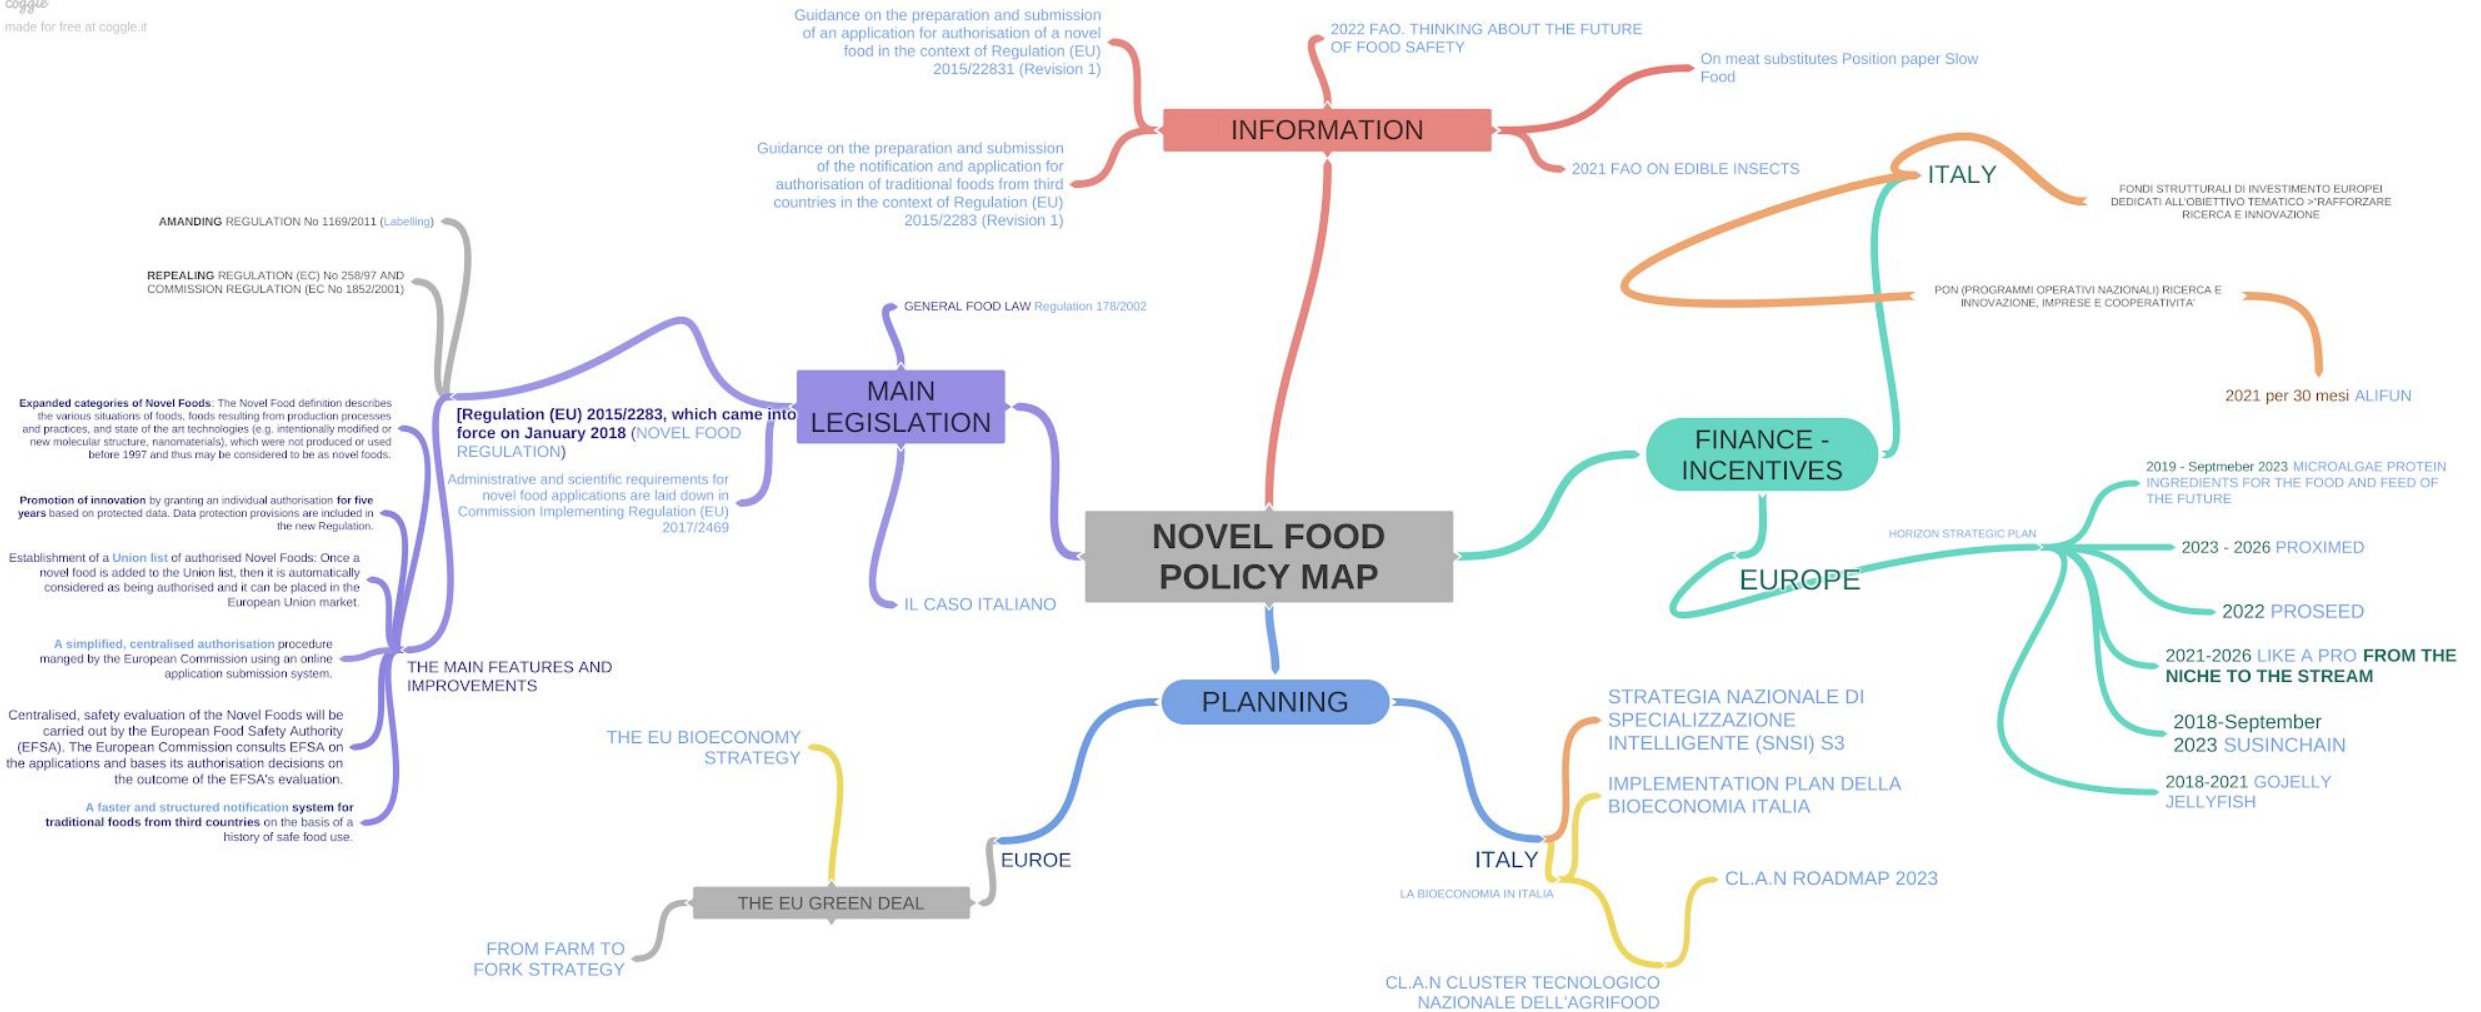 coggle
made for free at coggle.it
Guidance on the preparation and submission
of an application for authorisation of a novel
food in the context of Regulation (EU)
2015/22831 (Revision 1)
Guidance on the preparation and submission
of the notification and application for
authorisation of traditional foods from third
countries in the context of Regulation (EU)
2015/2283 (Revision 1)
2022 FAO. THINKING ABOUT THE FUTURE
OF FOOD SAFETY
On meat substitutes Position paper Slow
Food
INFORMATION
2021 FAO ON EDIBLE INSECTS
AMANDING REGULATION No 1169/2011 (Labelling)
REPEALING REGULATION (EC) No 258/97 AND
COMMISSION REGULATION (EC No 1852/2001)
GENERAL FOOD LAW Regulation 178/2002
MAIN
LEGISLATION
[Regulation (EU) 2015/2283, which came into
force on January 2018 (NOVEL FOOD
REGULATION)
Administrative and scientific requirements for
novel food applications are laid down in
Commission Implementing Regulation (EU)
2017/2469
IL CASO ITALIANO
Expanded categories of Novel Foods: The Novel Food definition describes
the various situations of foods, foods resulting from production processes
and practices, and state of the art technologies (e.g. intentionally modified or
new molecular structure, nanomaterials), which were not produced or used
before 1997 and thus may be considered to be as novel foods.
Promotion of innovation by granting an individual authorisation for five
years based on protected data. Data protection provisions are included in
the new Regulation.
Establishment of a Union list of authorised Novel Foods: Once a
novel food is added to the Union list, then it is automatically
considered as being authorised and it can be placed in the
European Union market.
A simplified, centralised authorisation procedure
manged by the European Commission using an online
application submission system.
Centralised, safety evaluation of the Novel Foods will be
carried out by the European Food Safety Authority
(EFSA). The European Commission consults EFSA on
the applications and bases its authorisation decisions on
the outcome of the EFSA's evaluation.
A faster and structured notification system for
traditional foods from third countries on the basis of a
history of safe food use.
THE MAIN FEATURES AND
IMPROVEMENTS
NOVEL FOOD
POLICY MAP
FINANCE -
INCENTIVES
ITALY
FONDI STRUTTURALI DI INVESTIMENTO EUROPEI
DEDICATI ALL'OBIETTIVO TEMATICO >"RAFFORZARE
RICERCA E INNOVAZIONE
PON (PROGRAMMI OPERATIVI NAZIONALI) RICERCA E
INNOVAZIONE, IMPRESE E COOPERATIVITA'
2021 per 30 mesi ALIFUN
EUROPE
HORIZON STRATEGIC PLAN
2019 - Septmeber 2023 MICROALGAE PROTEIN
INGREDIENTS FOR THE FOOD AND FEED OF
THE FUTURE
2023 - 2026 PROXIMED
2022 PROSEED
2021-2026 LIKE A PRO FROM THE
NICHE TO THE STREAM
2018-September
2023 SUSINCHAIN
2018-2021 GOJELLY
JELLYFISH
PLANNING
EUROE
THE EU BIOECONOMY
STRATEGY
THE EU GREEN DEAL
FROM FARM TO
FORK STRATEGY
ITALY
STRATEGIA NAZIONALE DI
SPECIALIZZAZIONE
INTELLIGENTE (SNSI) S3
IMPLEMENTATION PLAN DELLA
BIOECONOMIA ITALIA
LA BIOECONOMIA IN ITALIA
CL.A.N ROADMAP 2023
CL.A.N CLUSTER TECNOLOGICO
NAZIONALE DELL'AGRIFOOD